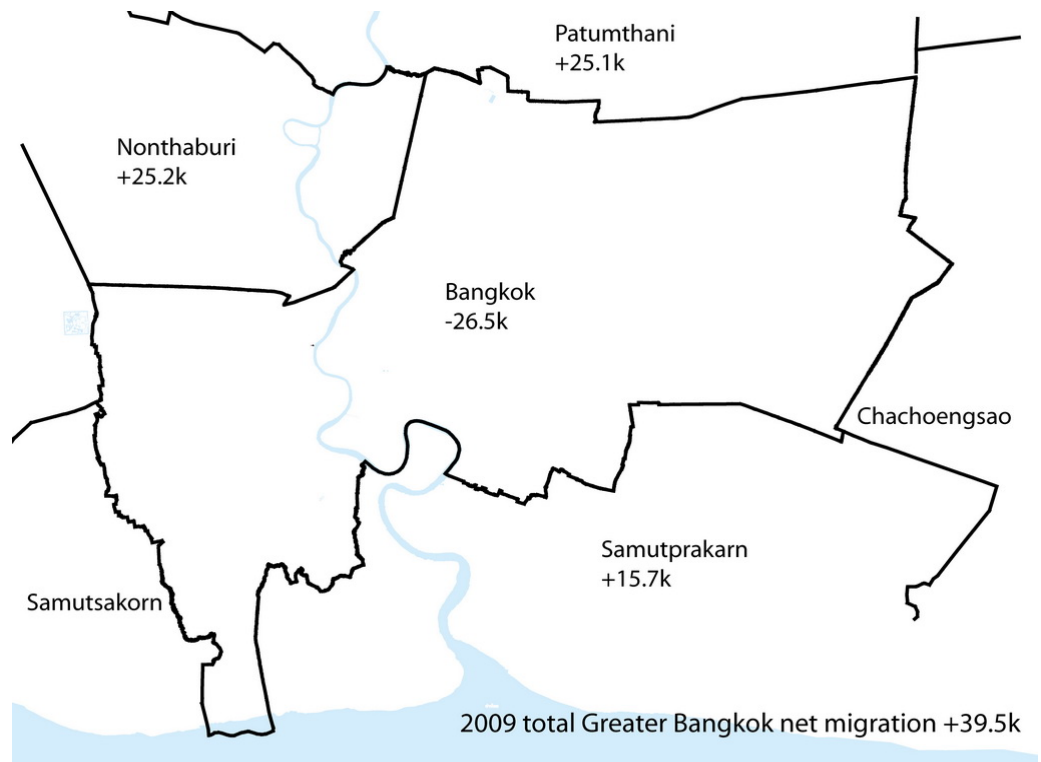 Patumthani
+25.1k
Nonthaburi
+25.2k
Bangkok
-26.5k
Chachoengsao
Samutprakarn
+15.7k
Samutsakorn
2009 total Greater Bangkok net migration +39.5k